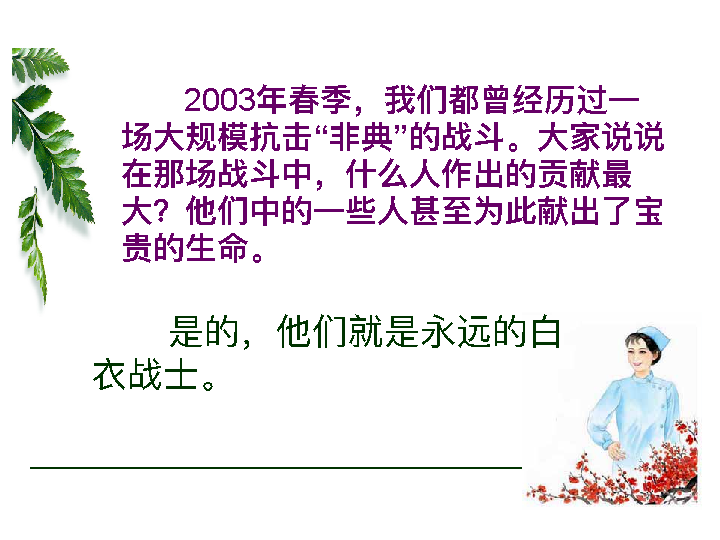 2003年春季，我们都曾经历过一
场大规模抗击“非典”的战斗。大家说说
在那场战斗中，什么人作出的贡献最
大？他们中的一些人甚至为此献出了宝
贵的生命。
是的，他们就是永远的白
衣战士。